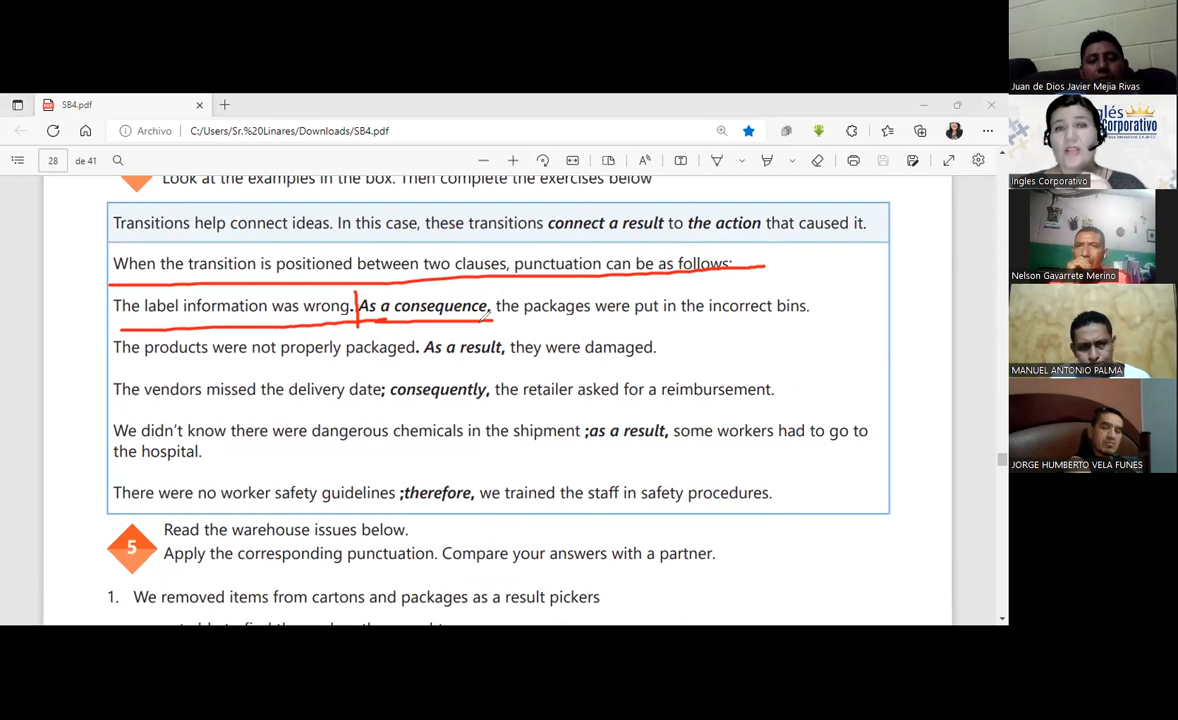 SB4.pdf
Archivo
C:/Users/Sr.%20Linares/Downloads/SB4.pdf
28
de 41
Look at the examples in the box. Then complete the exercises below
Transitions help connect ideas. In this case, these transitions connect a result to the action that caused it.
When the transition is positioned between two clauses, punctuation can be as follows:
The label information was wrong. As a consequence, the packages were put in the incorrect bins.
The products were not properly packaged. As a result, they were damaged.
The vendors missed the delivery date; consequently, the retailer asked for a reimbursement.
We didn't know there were dangerous chemicals in the shipment ;as a result, some workers had to go to
the hospital.
There were no worker safety guidelines ;therefore, we trained the staff in safety procedures.
5
Read the warehouse issues below.
Apply the corresponding punctuation. Compare your answers with a partner.
1. We removed items from cartons and packages as a result pickers
Juan de Dios Javier Mejia Rivas
Corporativo
Ingles Corporativo
Nelson Gavarrete Merino
MANUEL ANTONIO PALMA
JORGE HUMBERTO VELA FUNES